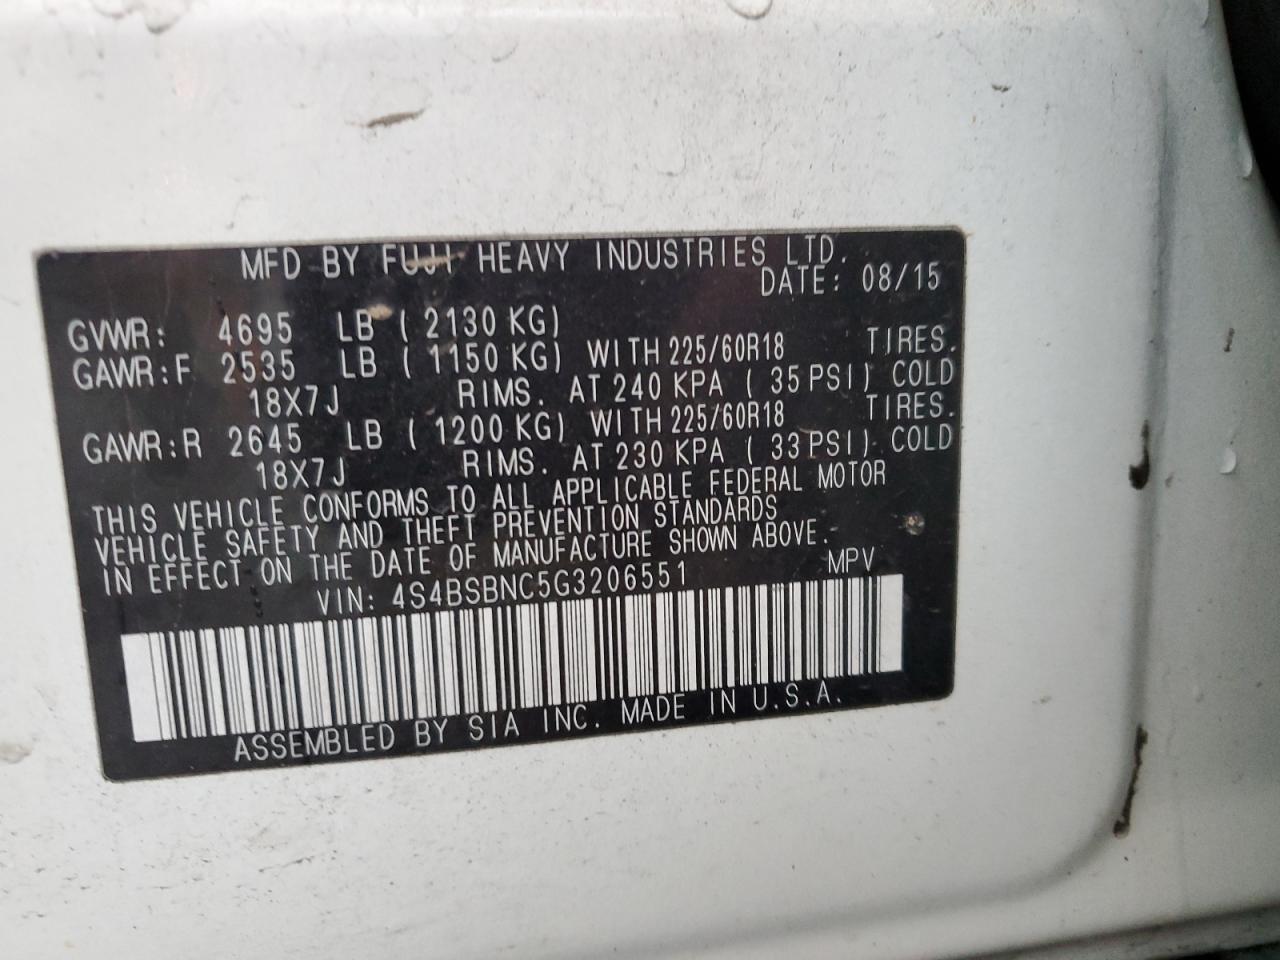 MFD BY FUJI HEAVY INDUSTRIES LTD.
DATE: 08/15
GVWR: 4695 LB ( 2130 KG)
GAWR:F 2535 LB ( 1150 KG) WITH 225/60R18 TIRES.
18X7J RIMS. AT 240 KPA ( 35 PSI) COLD
GAWR:R 2645 LB ( 1200 KG) WITH 225/60R18 TIRES.
18X7J RIMS. AT 230 KPA ( 33 PSI) COLD
THIS VEHICLE CONFORMS TO ALL APPLICABLE FEDERAL MOTOR
VEHICLE SAFETY AND THEFT PREVENTION STANDARDS
IN EFFECT ON THE DATE OF MANUFACTURE SHOWN ABOVE.
VIN: 4S4BSBNC5G3206551 MPV
ASSEMBLED BY SIA INC. MADE IN U.S.A.